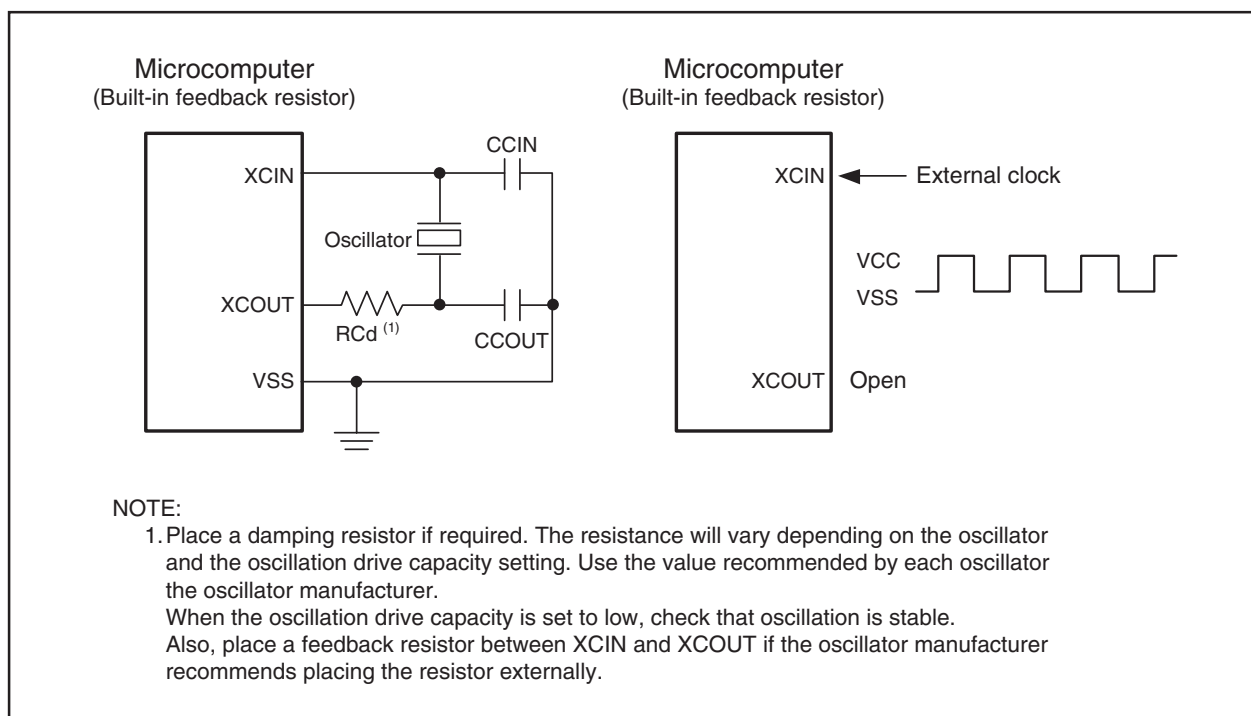 Microcomputer
(Built-in feedback resistor)
XCIN
CCIN
Oscillator
XCOUT
RCd (1)
CCOUT
VSS
Microcomputer
(Built-in feedback resistor)
XCIN
External clock
VCC
VSS
XCOUT
Open
NOTE:
1. Place a damping resistor if required. The resistance will vary depending on the oscillator
and the oscillation drive capacity setting. Use the value recommended by each oscillator
the oscillator manufacturer.
When the oscillation drive capacity is set to low, check that oscillation is stable.
Also, place a feedback resistor between XCIN and XCOUT if the oscillator manufacturer
recommends placing the resistor externally.